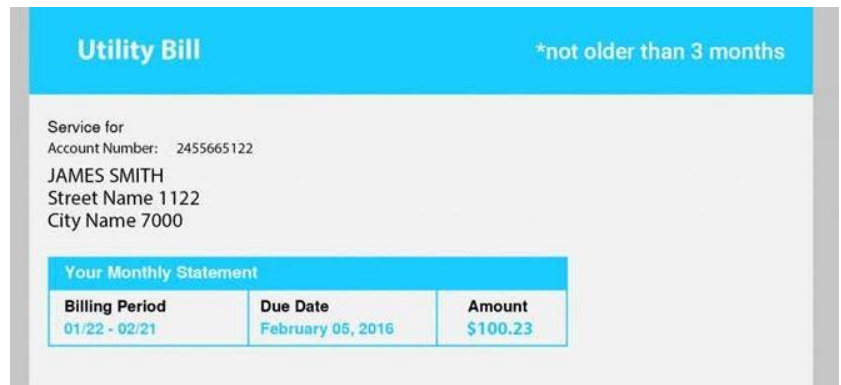 Utility Bill
*not older than 3 months
Service for
Account Number: 2455665122
JAMES SMITH
Street Name 1122
City Name 7000
Your Monthly Statement
Billing Period Due Date Amount
01/22 - 02/21 February 05, 2016 $100.23